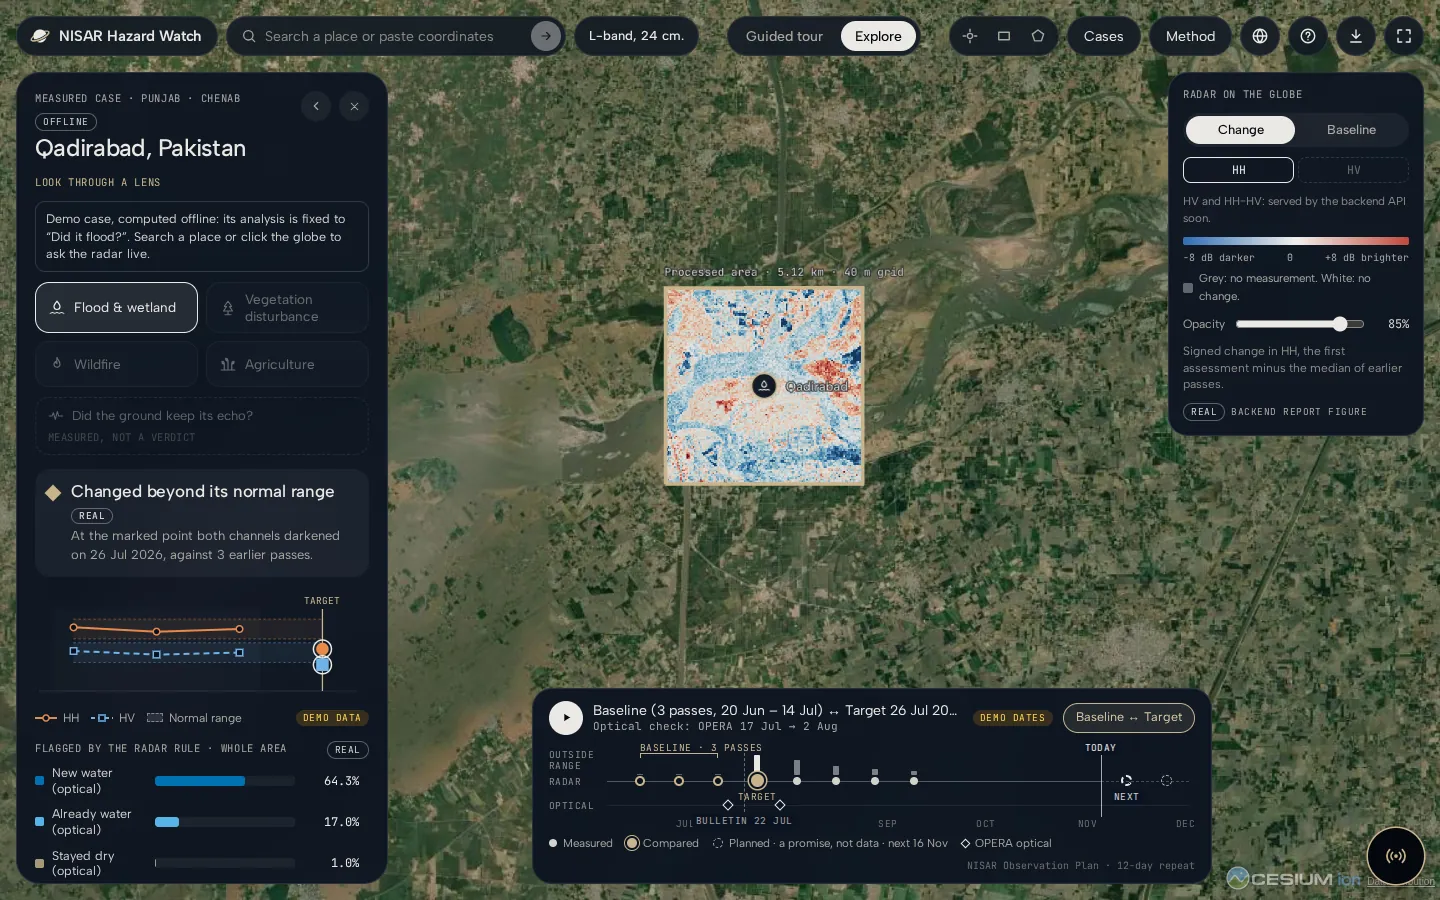 NISAR Hazard Watch
Search a place or paste coordinates
L-band, 24 cm.
Guided tour
Explore
Cases
Method
MEASURED CASE · PUNJAB · CHENAB
OFFLINE
Qadirabad, Pakistan
LOOK THROUGH A LENS
Demo case, computed offline: its analysis is fixed to
“Did it flood?”. Search a place or click the globe to
ask the radar live.
Flood & wetland
Vegetation
disturbance
Wildfire
Agriculture
Did the ground keep its echo?
MEASURED, NOT A VERDICT
Changed beyond its normal range
REAL
At the marked point both channels darkened
on 26 Jul 2026, against 3 earlier passes.
TARGET
HH
HV
Normal range
DEMO DATA
FLAGGED BY THE RADAR RULE · WHOLE AREA
REAL
New water
(optical)
64.3%
Already water
(optical)
17.0%
Stayed dry
(optical)
1.0%
Processed area · 5.12 km · 40 m grid
Qadirabad
RADAR ON THE GLOBE
Change
Baseline
HH
HV
HV and HH-HV: served by the backend API
soon.
-8 dB darker
0
+8 dB brighter
Grey: no measurement. White: no
change.
Opacity
85%
Signed change in HH, the first
assessment minus the median of earlier
passes.
REAL
BACKEND REPORT FIGURE
Baseline (3 passes, 20 Jun – 14 Jul) ↔ Target 26 Jul 20…
Optical check: OPERA 17 Jul → 2 Aug
DEMO DATES
Baseline ↔ Target
OUTSIDE
RANGE
BASELINE · 3 PASSES
TODAY
RADAR
TARGET
NEXT
OPTICAL
JUL
BULLETIN 22 JUL
SEP
OCT
NOV
DEC
Measured
Compared
Planned · a promise, not data · next 16 Nov
OPERA optical
NISAR Observation Plan · 12-day repeat
CESIUM ion